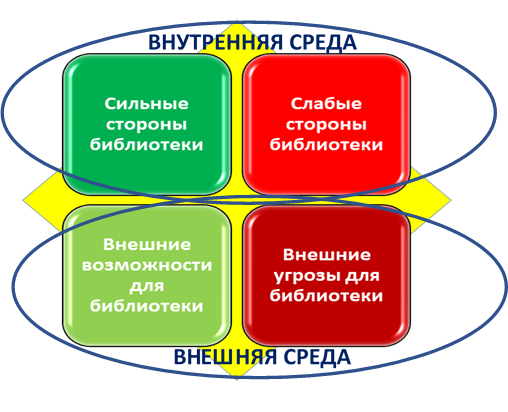 ВНУТРЕННЯЯ СРЕДА
Сильные
стороны
библиотеки
Слабые
стороны
библиотеки
Внешние
возможности
для
библиотеки
Внешние
угрозы для
библиотеки
ВНЕШНЯЯ СРЕДА